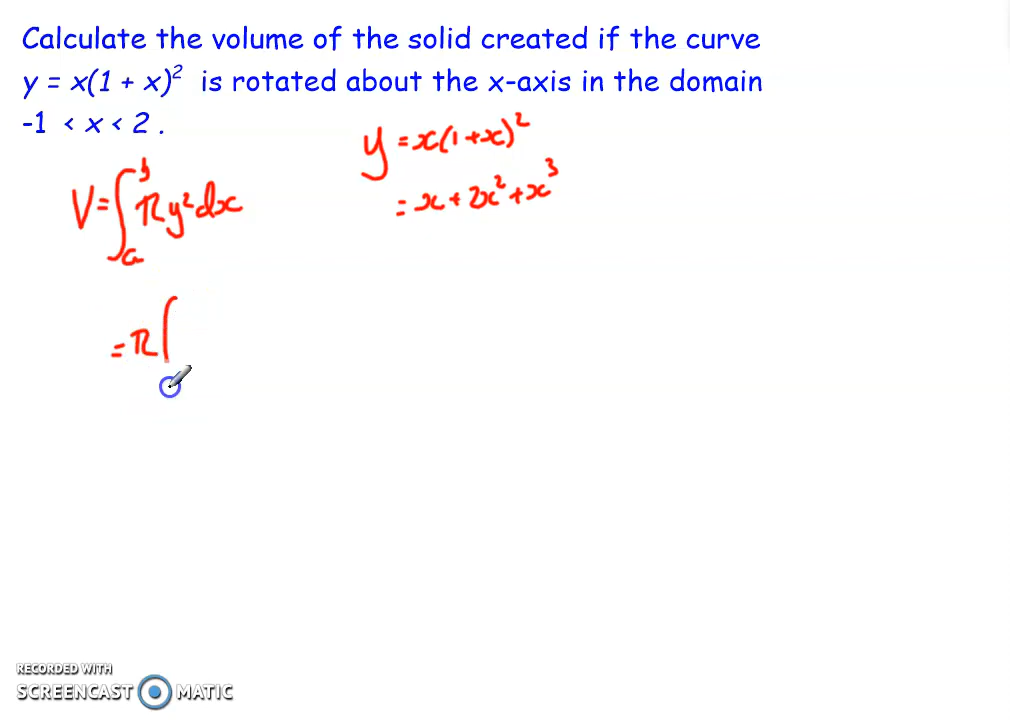 Calculate the volume of the solid created if the curve
y = x(1 + x)² is rotated about the x-axis in the domain
-1 < x < 2 .
y = x(1 + x)²
= x + 2x² + x³
V = ∫ₐᵇ π y² dx
= π ∫
RECORDED WITH
SCREENCAST MATIC